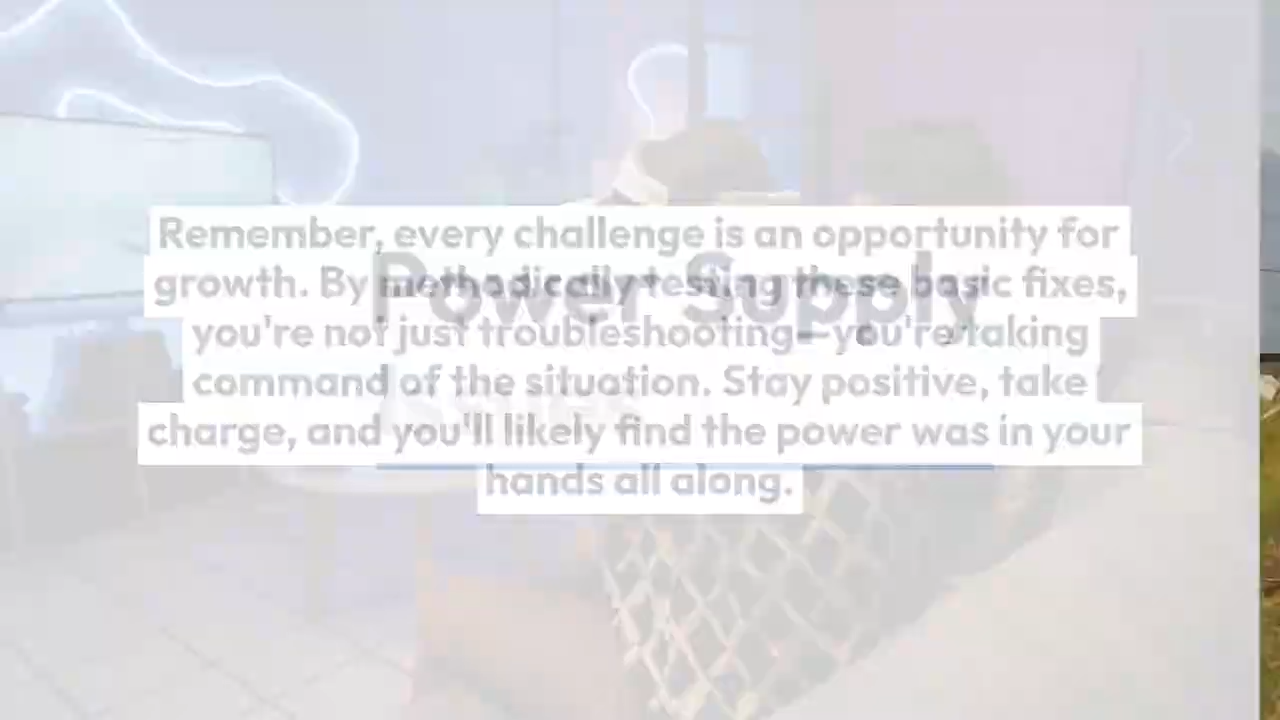 Remember, every challenge is an opportunity for
growth. By methodically testing these basic fixes,
you're not just troubleshooting—you're taking
command of the situation. Stay positive, take
charge, and you'll likely find the power was in your
hands all along.
Power Supply